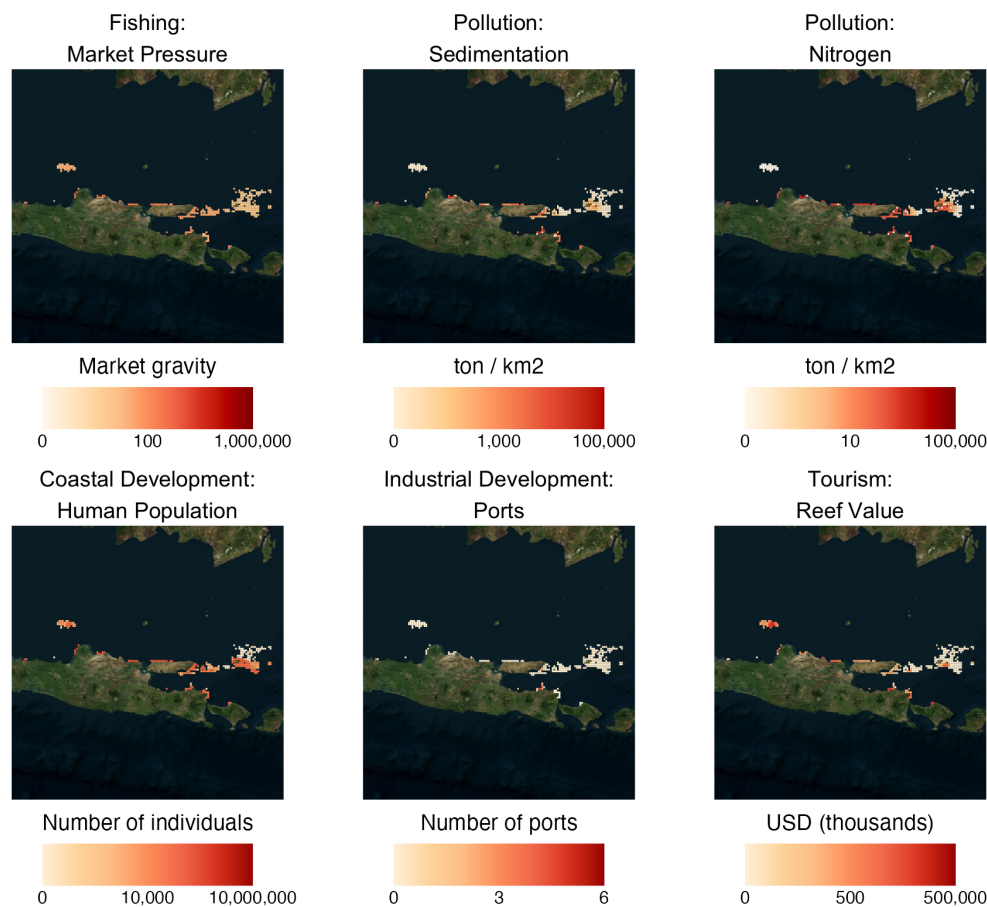 Fishing:
Market Pressure
Pollution:
Sedimentation
Pollution:
Nitrogen
Market gravity
0 100 1,000,000
ton / km2
0 1,000 100,000
ton / km2
0 10 100,000
Coastal Development:
Human Population
Industrial Development:
Ports
Tourism:
Reef Value
Number of individuals
0 10,000 10,000,000
Number of ports
0 3 6
USD (thousands)
0 500 500,000